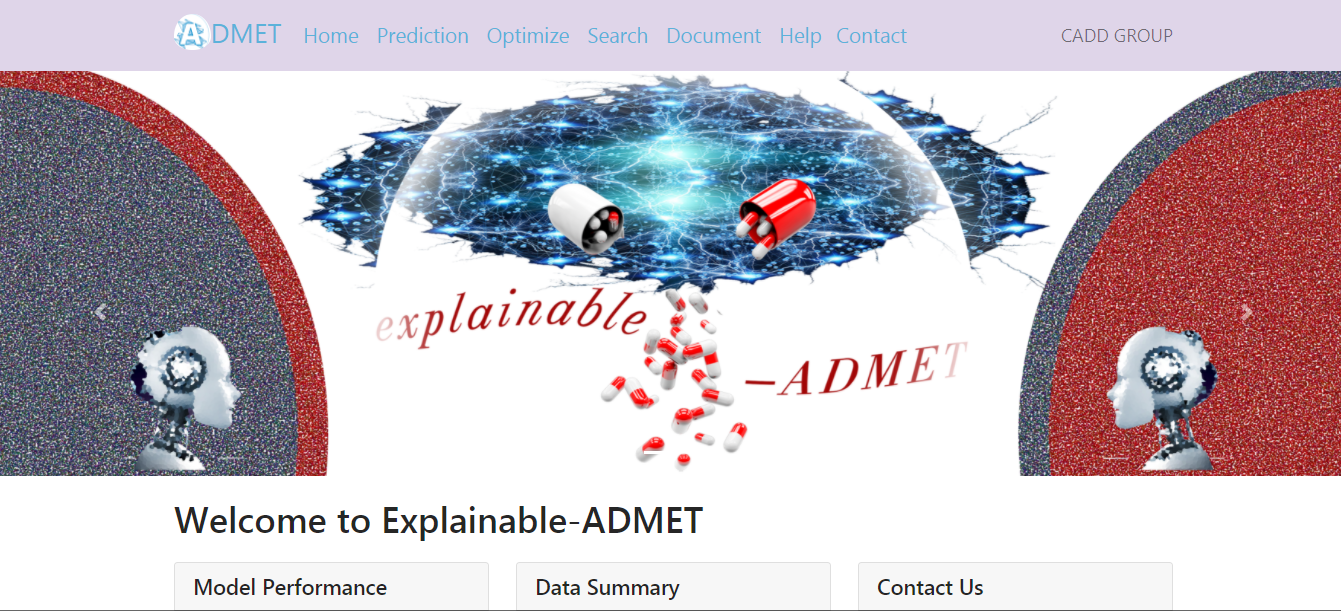 ADMET Home Prediction Optimize Search Document Help Contact CADD GROUP
explainable
-ADMET
Welcome to Explainable-ADMET
Model Performance Data Summary Contact Us